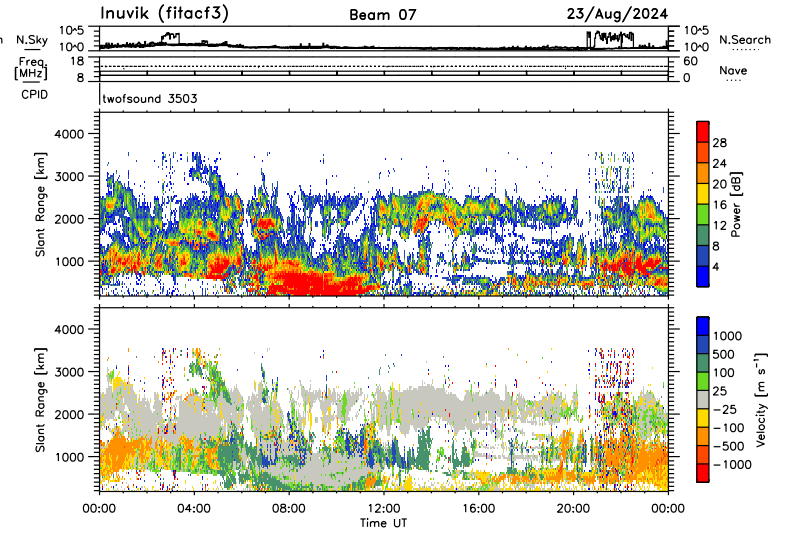 Inuvik (fitacf3) Beam 07 23/Aug/2024
N.Sky 10^5 10^0 10^5 10^0 N.Search
Freq. [MHz] 18 8 60 0 Nave
CPID twofsound 3503
Slant Range [km] 4000 3000 2000 1000
28 24 20 16 12 8 4 Power [dB]
Slant Range [km] 4000 3000 2000 1000
1000 500 100 25 -25 -100 -500 -1000 Velocity [m s⁻¹]
00:00 04:00 08:00 12:00 16:00 20:00 00:00
Time UT